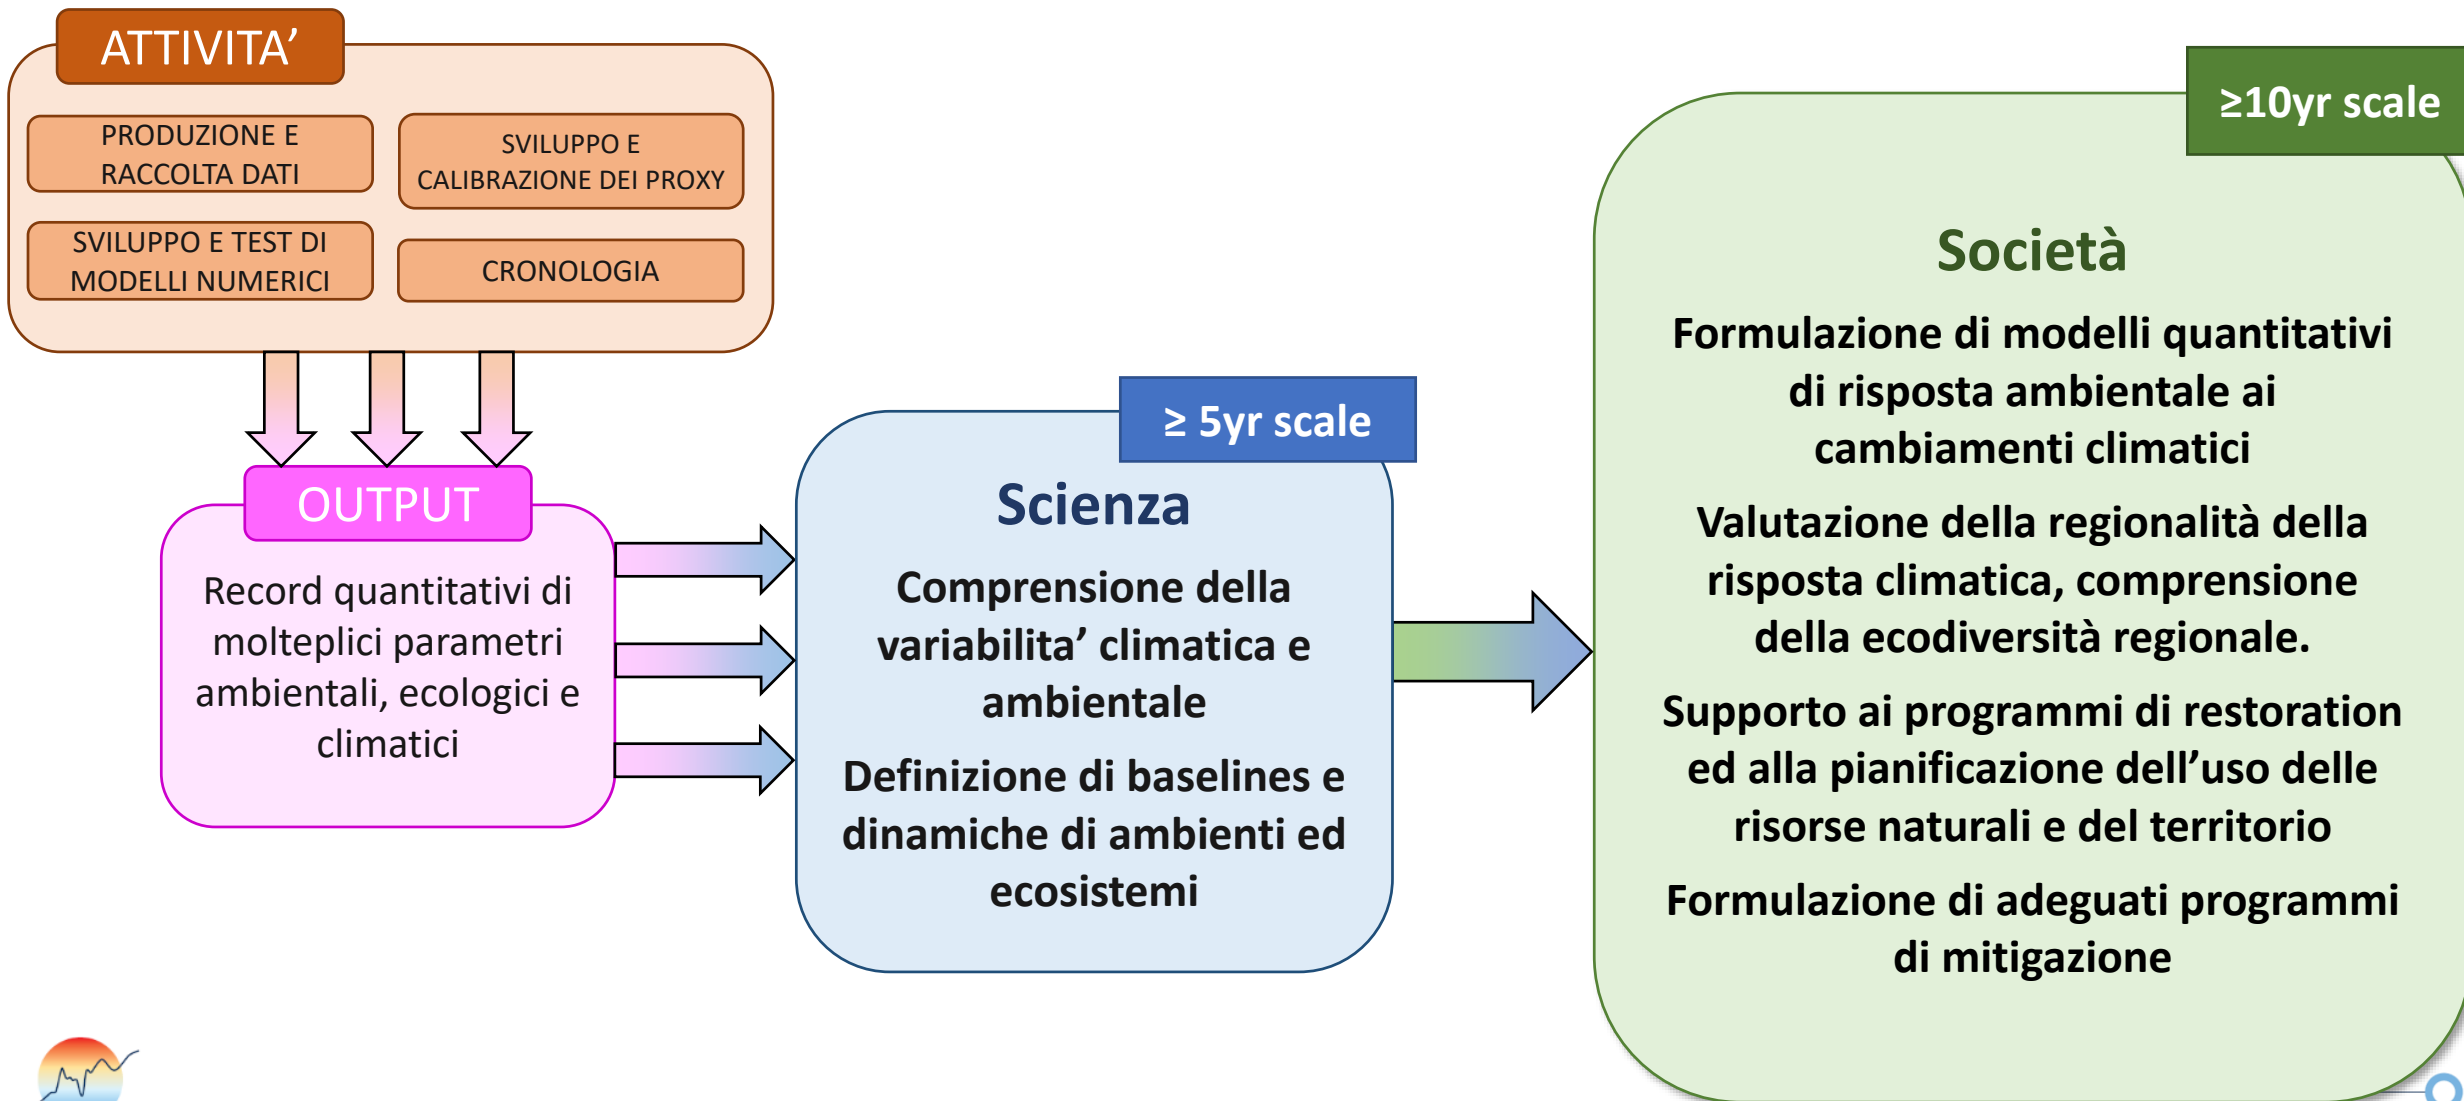 ATTIVITA’
PRODUZIONE E
RACCOLTA DATI
SVILUPPO E
CALIBRAZIONE DEI PROXY
SVILUPPO E TEST DI
MODELLI NUMERICI
CRONOLOGIA
OUTPUT
Record quantitativi di
molteplici parametri
ambientali, ecologici e
climatici
≥ 5yr scale
Scienza
Comprensione della
variabilita’ climatica e
ambientale
Definizione di baselines e
dinamiche di ambienti ed
ecosistemi
≥10yr scale
Società
Formulazione di modelli quantitativi
di risposta ambientale ai
cambiamenti climatici
Valutazione della regionalità della
risposta climatica, comprensione
della ecodiversità regionale.
Supporto ai programmi di restoration
ed alla pianificazione dell’uso delle
risorse naturali e del territorio
Formulazione di adeguati programmi
di mitigazione